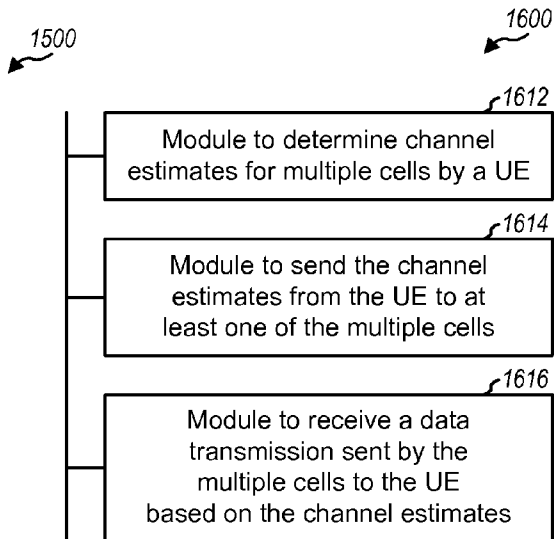 1500
1600
1612
Module to determine channel
estimates for multiple cells by a UE
1614
Module to send the channel
estimates from the UE to at
least one of the multiple cells
1616
Module to receive a data
transmission sent by the
multiple cells to the UE
based on the channel estimates